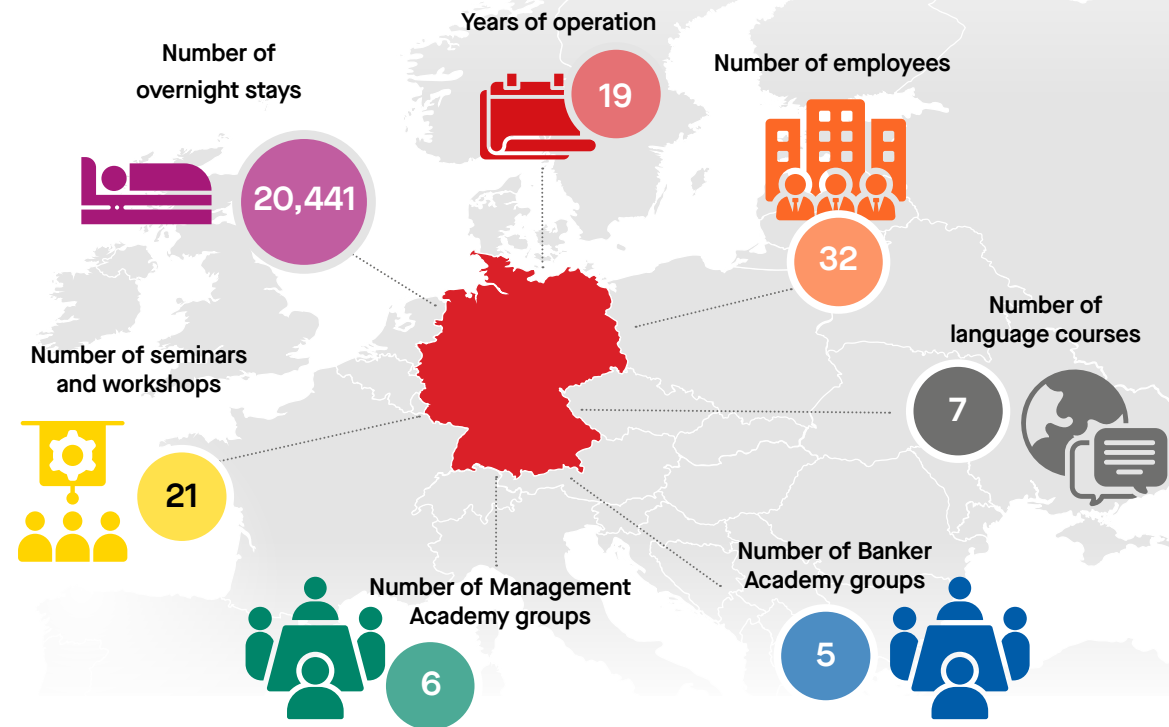 Years of operation
19
Number of
overnight stays
20,441
Number of employees
32
Number of
language courses
7
Number of seminars
and workshops
21
Number of Management
Academy groups
6
Number of Banker
Academy groups
5